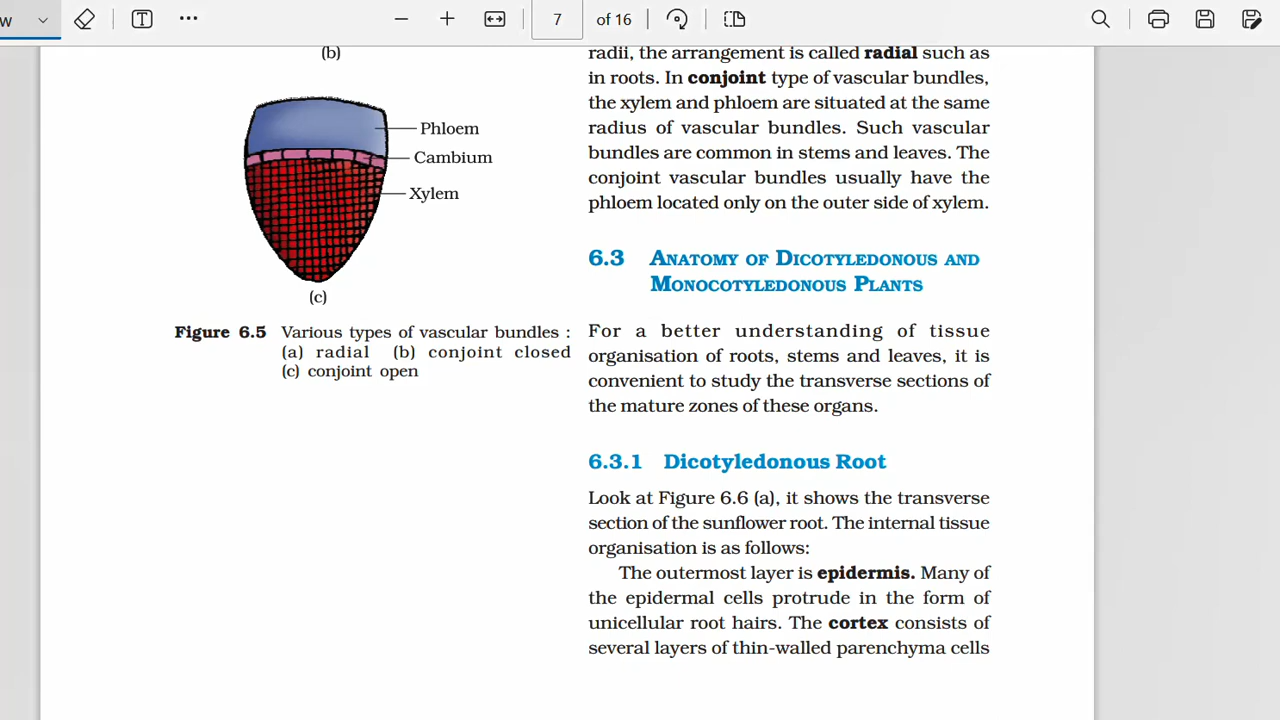 w
7 of 16
(b)
Phloem
Cambium
Xylem
(c)
Figure 6.5 Various types of vascular bundles :
(a) radial (b) conjoint closed
(c) conjoint open
radii, the arrangement is called radial such as
in roots. In conjoint type of vascular bundles,
the xylem and phloem are situated at the same
radius of vascular bundles. Such vascular
bundles are common in stems and leaves. The
conjoint vascular bundles usually have the
phloem located only on the outer side of xylem.
6.3 ANATOMY OF DICOTYLEDONOUS AND
MONOCOTYLEDONOUS PLANTS
For a better understanding of tissue
organisation of roots, stems and leaves, it is
convenient to study the transverse sections of
the mature zones of these organs.
6.3.1 Dicotyledonous Root
Look at Figure 6.6 (a), it shows the transverse
section of the sunflower root. The internal tissue
organisation is as follows:
The outermost layer is epidermis. Many of
the epidermal cells protrude in the form of
unicellular root hairs. The cortex consists of
several layers of thin-walled parenchyma cells